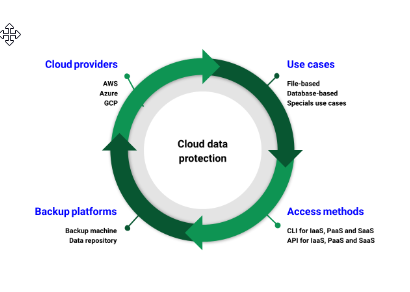 Cloud providers
AWS
Azure
GCP
Use cases
File-based
Database-based
Specials use cases
Cloud data
protection
Backup platforms
Backup machine
Data repository
Access methods
CLI for IaaS, PaaS and SaaS
API for IaaS, PaaS and SaaS